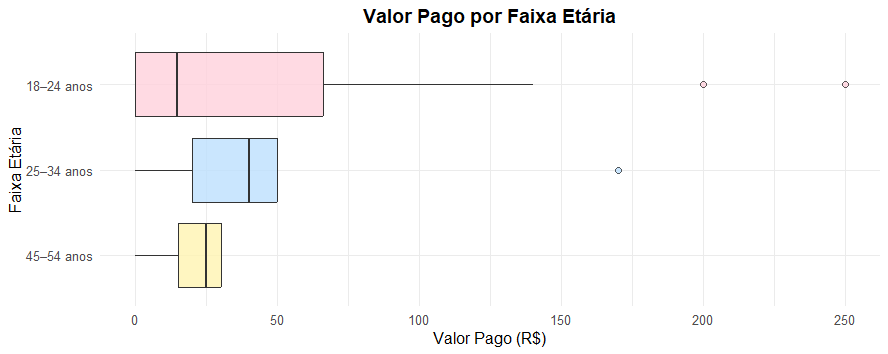 Valor Pago por Faixa Etária
Faixa Etária
18–24 anos
25–34 anos
45–54 anos
0 50 100 150 200 250
Valor Pago (R$)